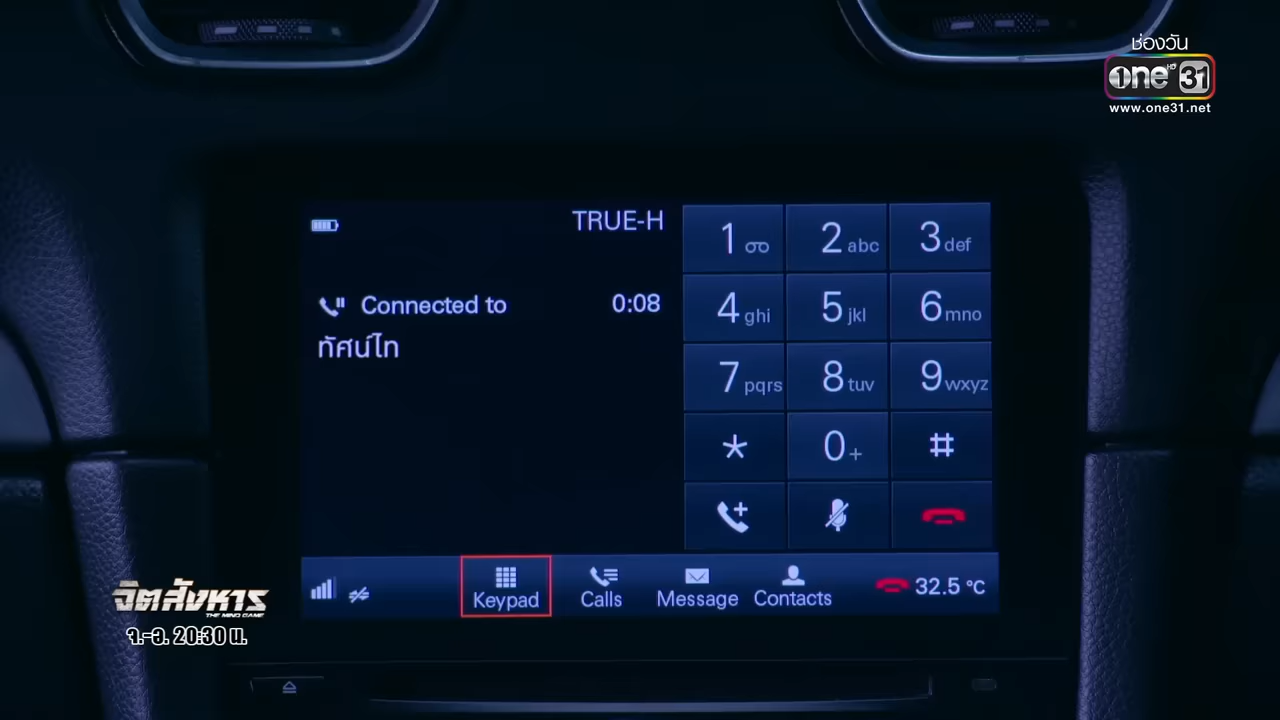 ช่องวัน
one HD 31
www.one31.net
TRUE-H
Connected to 0:08
ทัศน์ไท
1 2 abc 3 def
4 ghi 5 jkl 6 mno
7 pqrs 8 tuv 9 wxyz
* 0 + #
Keypad Calls Message Contacts 32.5 °C
จิตสังหาร
THE MIND GAME
จ.-อ. 20:30 น.